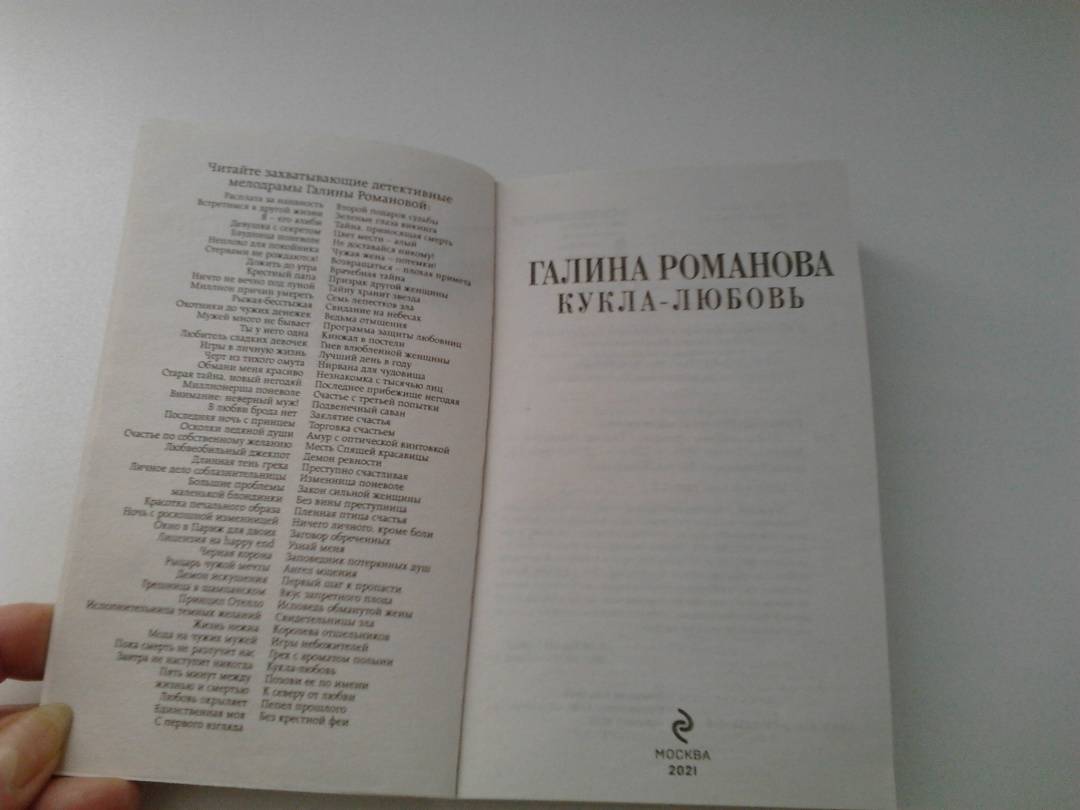 Читайте захватывающие детективные
мелодрамы Галины Романовой:
Расплата за наивность
Встретимся в другой жизни
Я – его алиби
Девушка с секретом
Блудница поневоле
Неплохо для покойника
Стервами не рождаются!
Дожить до утра
Крестный папа
Ничто не вечно под луной
Миллион причин умереть
Рыжая-бесстыжая
Охотники до чужих денежек
Мужей много не бывает
Ты у него одна
Любитель сладких девочек
Игры в личную жизнь
Черт из тихого омута
Обмани меня красиво
Старая тайна, новый негодяй
Миллионерша поневоле
Внимание: неверный муж!
В любви брода нет
Последняя ночь с принцем
Осколки ледяной души
Счастье по собственному желанию
Любвеобильный джекпот
Длинная тень греха
Личное дело соблазнительницы
Большие проблемы
маленькой блондинки
Красотка печального образа
Ночь с роскошной изменницей
Окно в Париж для двоих
Лицензия на happy end
Черная корона
Рыцарь чужой мечты
Демон искушения
Грешница в шампанском
Принцип Отелло
Исполнительница темных желаний
Жизнь нежна
Мода на чужих мужей
Пока смерть не разлучит нас
Завтра не наступит никогда
Пять минут между
жизнью и смертью
Любовь окрыляет
Единственная моя
С первого взгляда
Второй подарок судьбы
Зеленые глаза викинга
Тайна, приносящая смерть
Цвет мести – алый
Не доставайся никому!
Чужая жена – потемки!
Возвращаться – плохая примета
Врачебная тайна
Призрак другой женщины
Тайну хранит звезда
Семь лепестков зла
Свидание на небесах
Ведьма отмщения
Программа защиты любовниц
Кинжал в постели
Гнев влюбленной женщины
Лучший день в году
Нирвана для чудовища
Незнакомка с тысячью лиц
Последнее прибежище негодяя
Счастье с третьей попытки
Подвенечный саван
Заклятие счастья
Торговка счастьем
Амур с оптической винтовкой
Месть Спящей красавицы
Демон ревности
Преступно счастливая
Изменница поневоле
Закон сильной женщины
Без вины преступница
Пленная птица счастья
Ничего личного, кроме боли
Заговор обреченных
Узнай меня
Заповедник потерянных душ
Ангел мщения
Первый шаг к пропасти
Вкус запретного плода
Исповедь обманутой жены
Свидетельницы зла
Королева отшельников
Игры небожителей
Грех с ароматом полыни
Кукла-любовь
Позови ее по имени
К северу от любви
Пепел прошлого
Без крестной феи
ГАЛИНА РОМАНОВА
КУКЛА-ЛЮБОВЬ
МОСКВА
2021